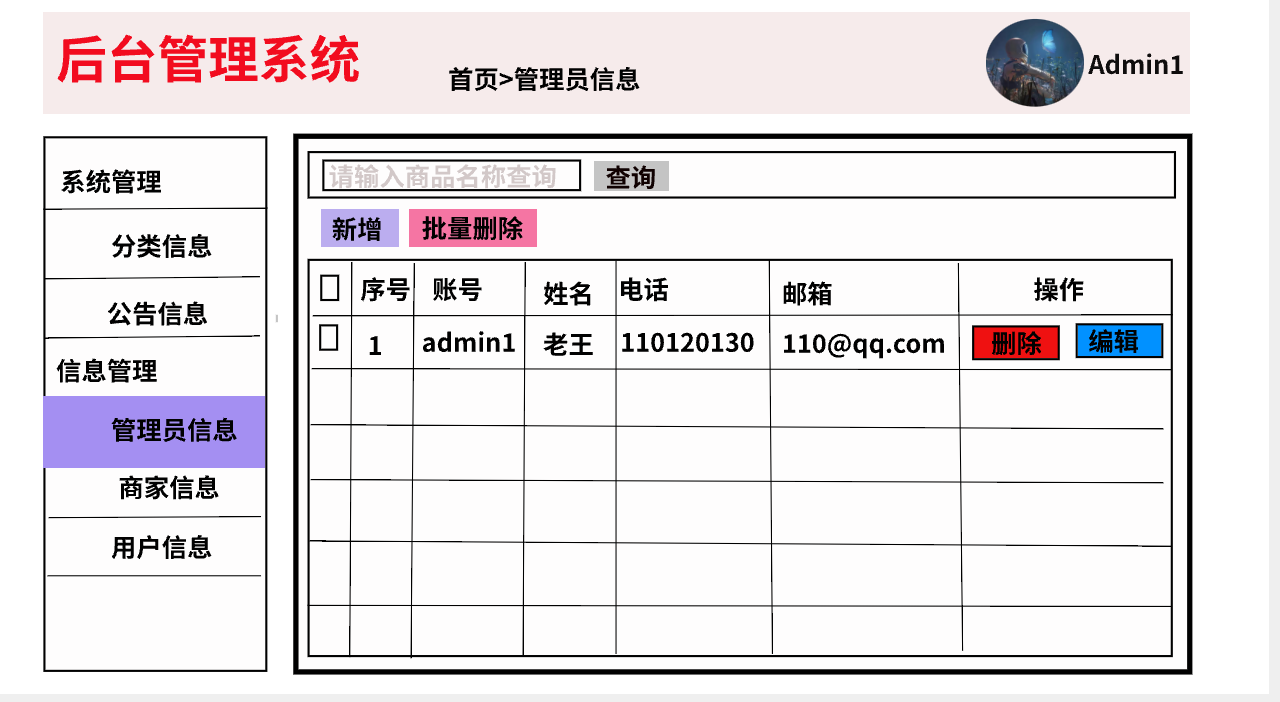 后台管理系统
首页>管理员信息
Admin1
系统管理
分类信息
公告信息
信息管理
管理员信息
商家信息
用户信息
请输入商品名称查询 查询
新增 批量删除
序号 账号 姓名 电话 邮箱 操作
1 admin1 老王 110120130 110@qq.com 删除 编辑